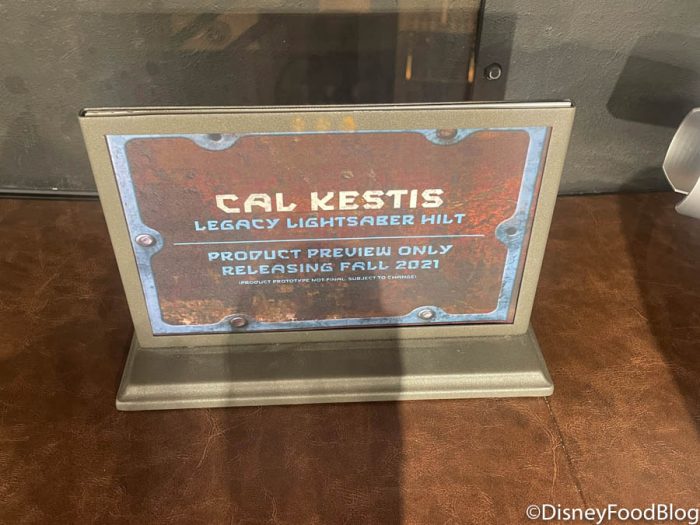 CAL KESTIS
LEGACY LIGHTSABER HILT
PRODUCT PREVIEW ONLY
RELEASING FALL 2021
(PRODUCT PROTOTYPE NOT FINAL. SUBJECT TO CHANGE)
©DisneyFoodBlog